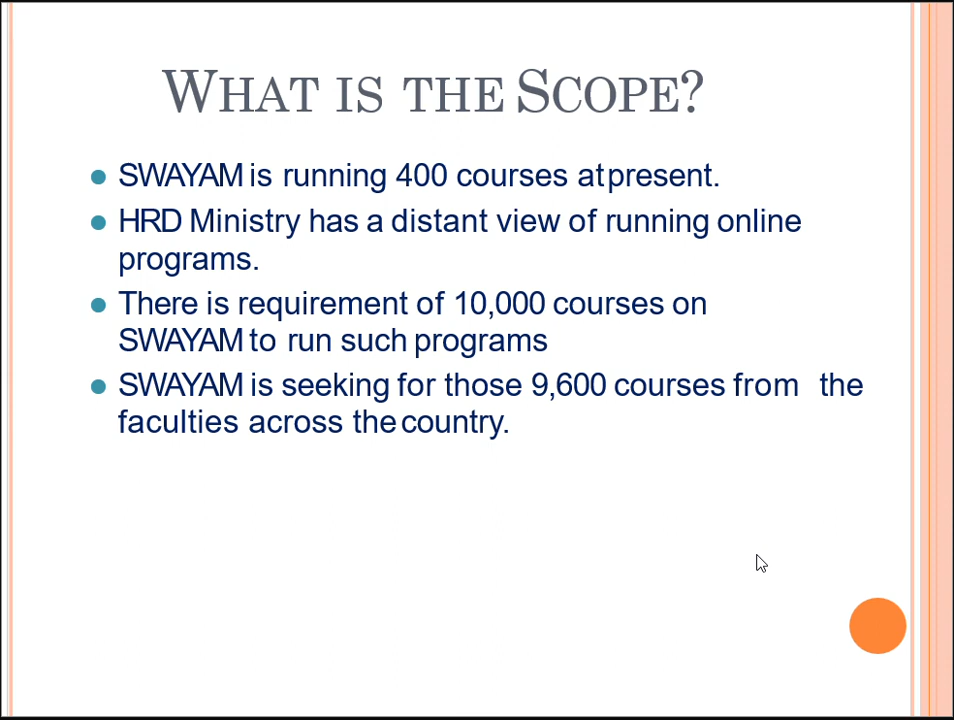 WHAT IS THE SCOPE?
SWAYAM is running 400 courses at present.
HRD Ministry has a distant view of running online
programs.
There is requirement of 10,000 courses on
SWAYAM to run such programs
SWAYAM is seeking for those 9,600 courses from the
faculties across the country.